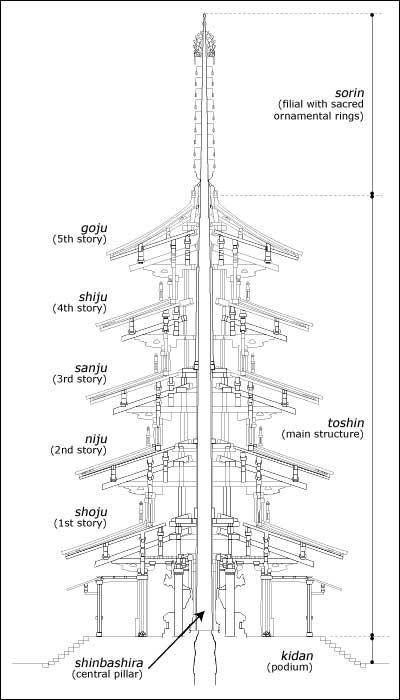 sorin
(filial with sacred
ornamental rings)
goju
(5th story)
shiju
(4th story)
sanju
(3rd story)
toshin
(main structure)
niju
(2nd story)
shoju
(1st story)
shinbashira
(central pillar)
kidan
(podium)